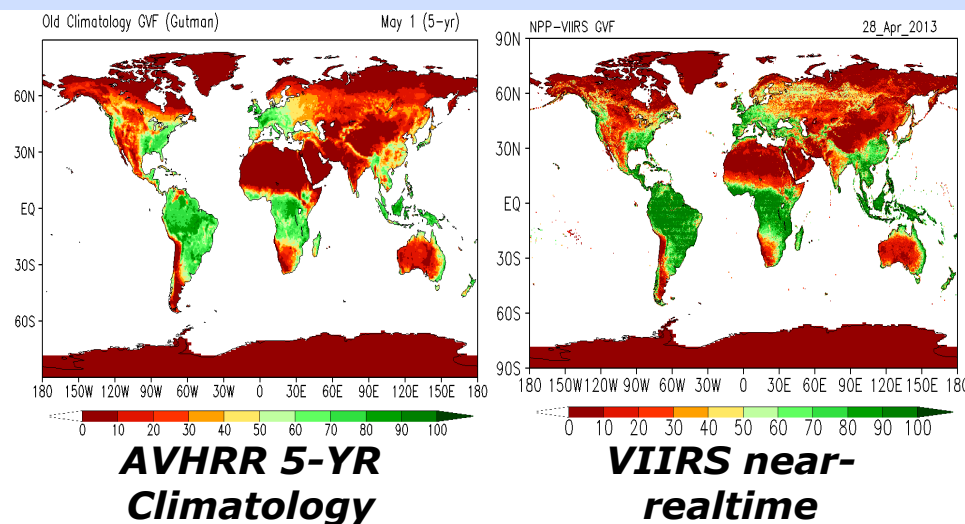 Old Climatology GVF (Gutman) May 1 (5-yr)
60N
30N
EQ
30S
60S
180 150W 120W 90W 60W 30W 0 30E 60E 90E 120E 150E 180
0 10 20 30 40 50 60 70 80 90 100
AVHRR 5-YR
Climatology
NPP-VIIRS GVF 28_Apr_2013
90N
60N
30N
EQ
30S
60S
90S
180 150W 120W 90W 60W 30W 0 30E 60E 90E 120E 150E 180
0 10 20 30 40 50 60 70 80 90 100
VIIRS near-
realtime